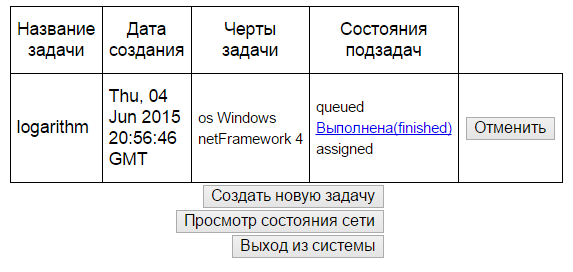 Название задачи
Дата создания
Черты задачи
Состояния подзадач
logarithm
Thu, 04 Jun 2015 20:56:46 GMT
os Windows
netFramework 4
queued
Выполнена(finished)
assigned
Отменить
Создать новую задачу
Просмотр состояния сети
Выход из системы